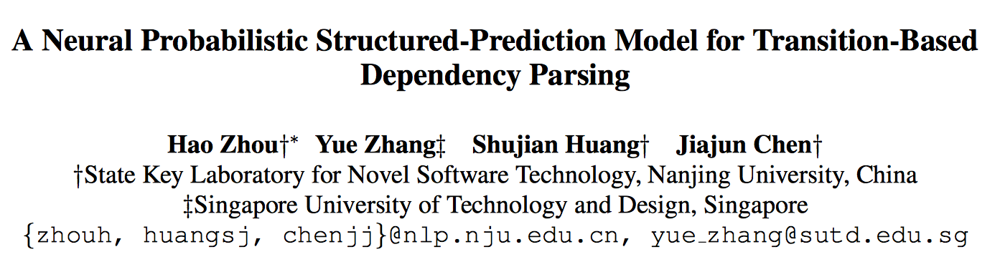 A Neural Probabilistic Structured-Prediction Model for Transition-Based
Dependency Parsing
Hao Zhou†* Yue Zhang‡ Shujian Huang† Jiajun Chen†
†State Key Laboratory for Novel Software Technology, Nanjing University, China
‡Singapore University of Technology and Design, Singapore
{zhouh, huangsj, chenjj}@nlp.nju.edu.cn, yue_zhang@sutd.edu.sg